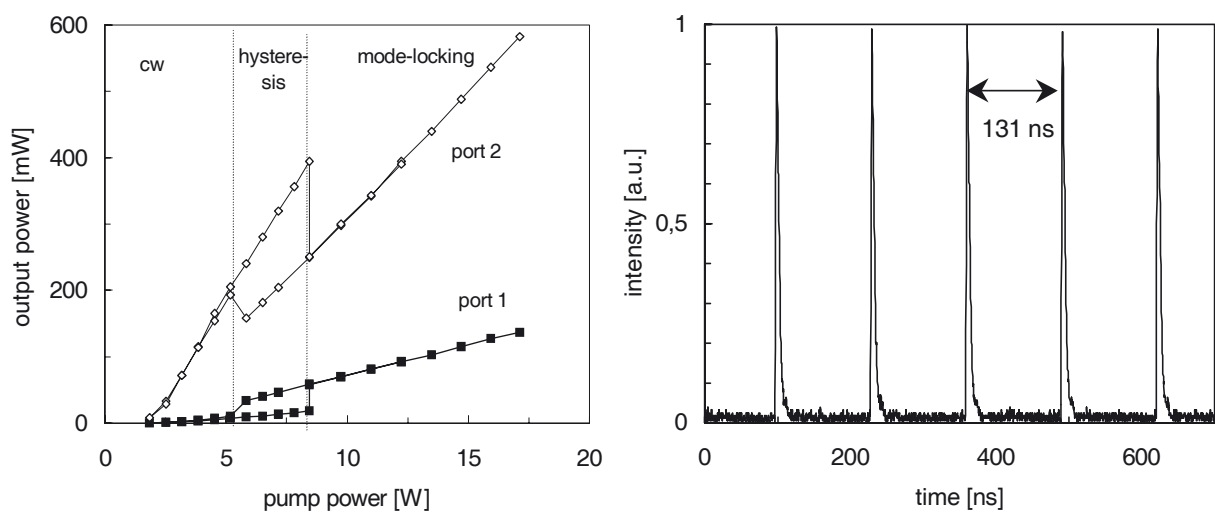 600
400
200
0
output power [mW]
cw
hystere-
sis
mode-locking
port 2
port 1
0
5
10
15
20
pump power [W]
1
0,5
0
intensity [a.u.]
131 ns
0
200
400
600
time [ns]